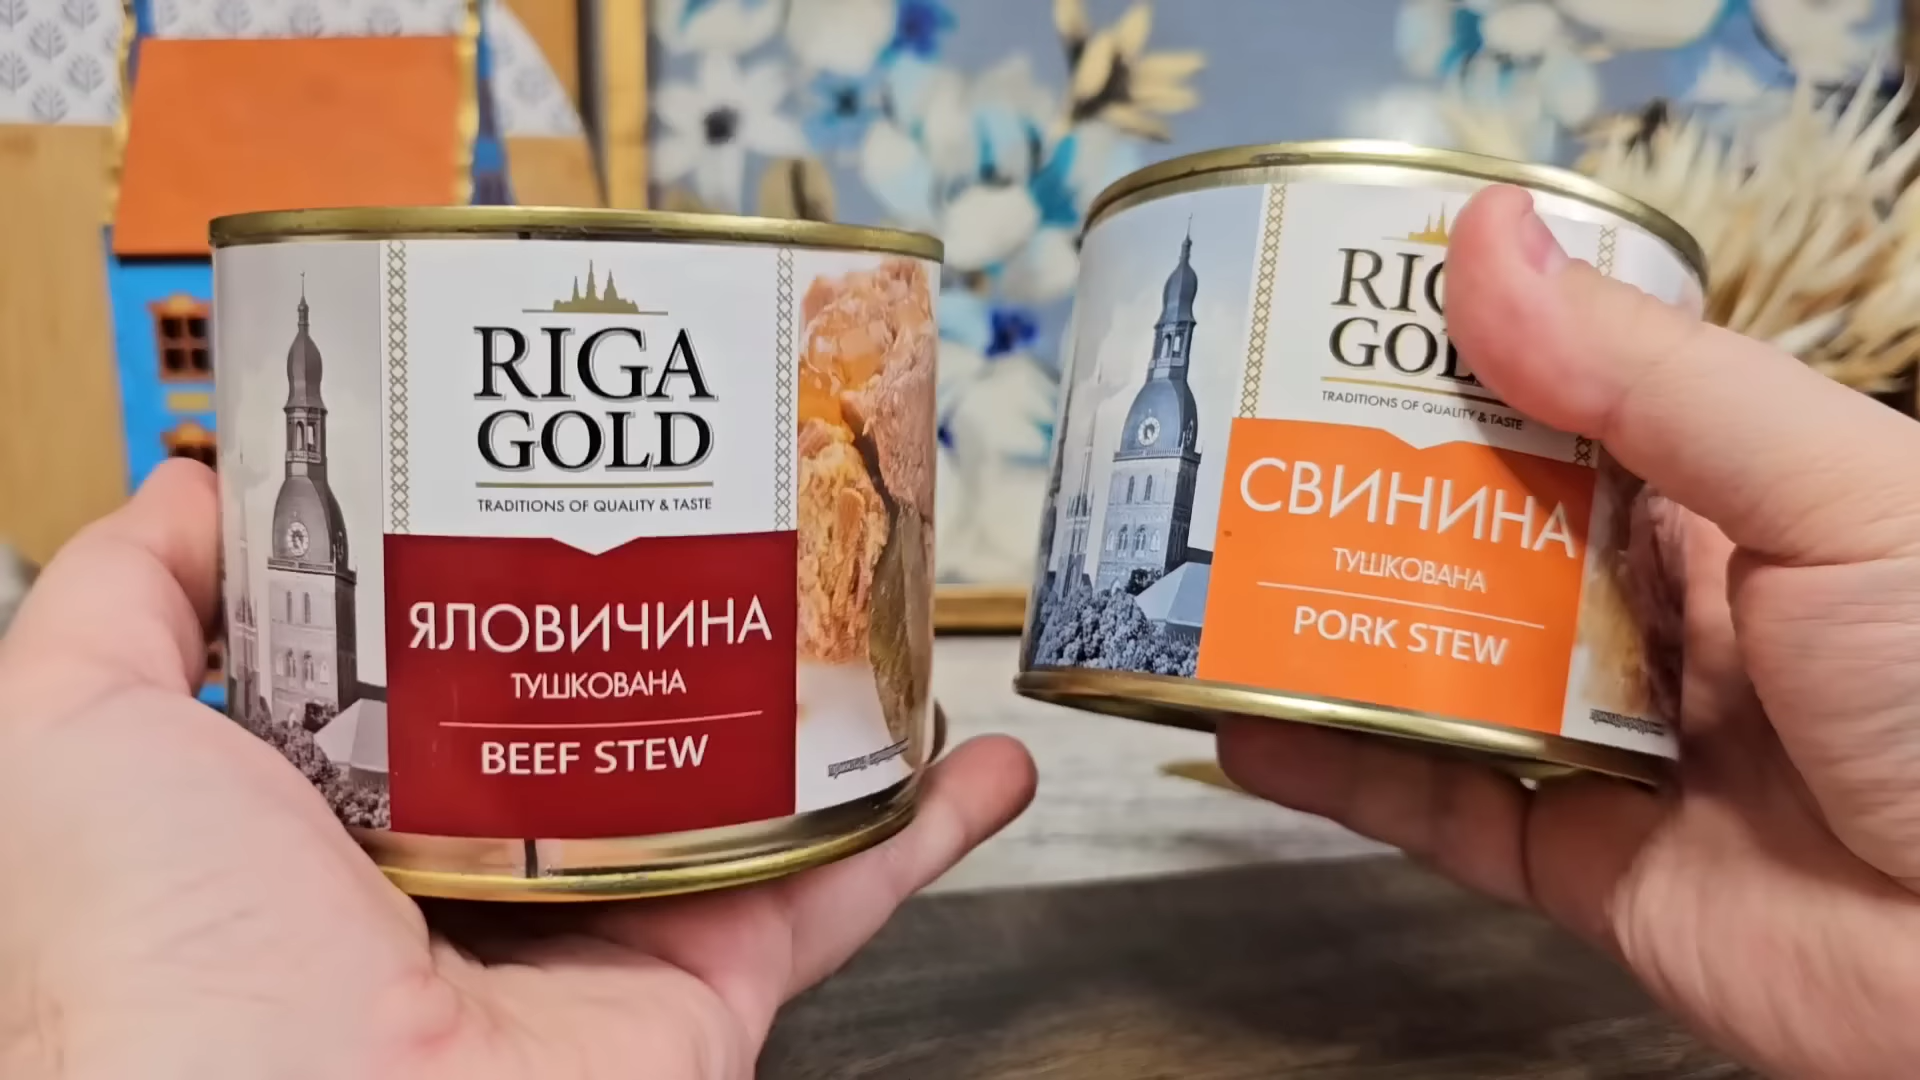 RIGA
GOLD
TRADITIONS OF QUALITY & TASTE
ЯЛОВИЧИНА
ТУШКОВАНА
BEEF STEW
TRADITIONS OF QUALITY & TASTE
СВИНИНА
ТУШКОВАНА
PORK STEW